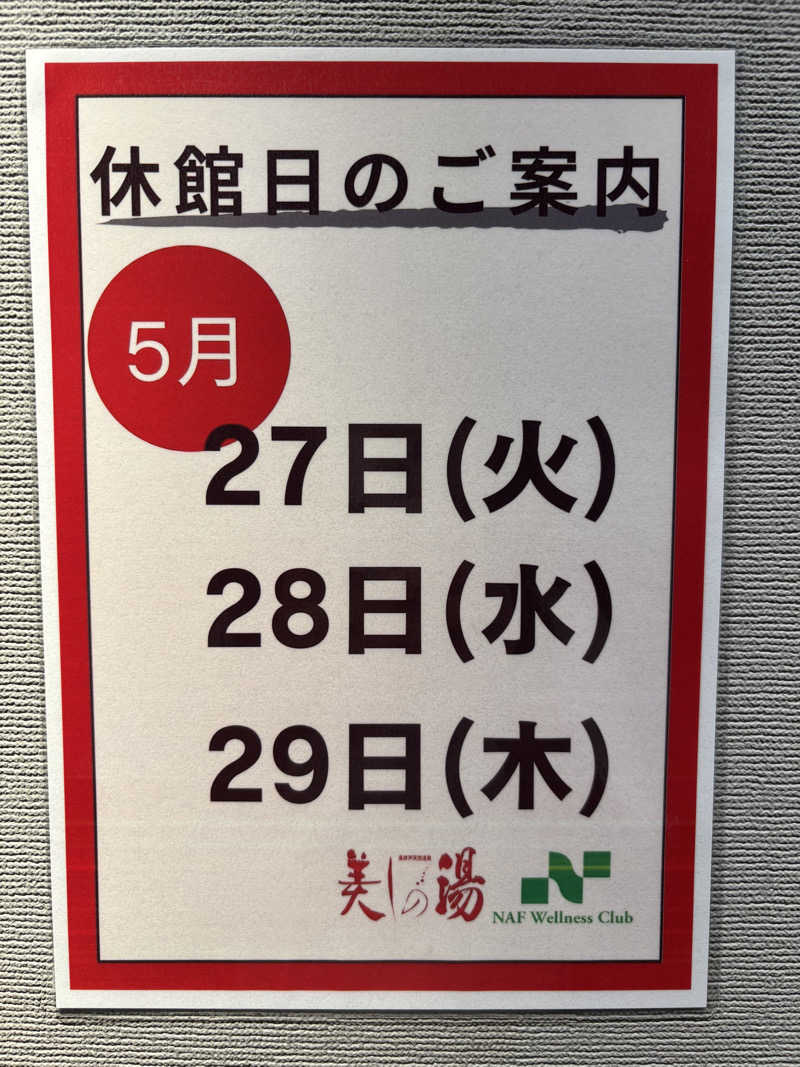 休館日のご案内
5月
27日(火)
28日(水)
29日(木)
美しの湯
NAF Wellness Club